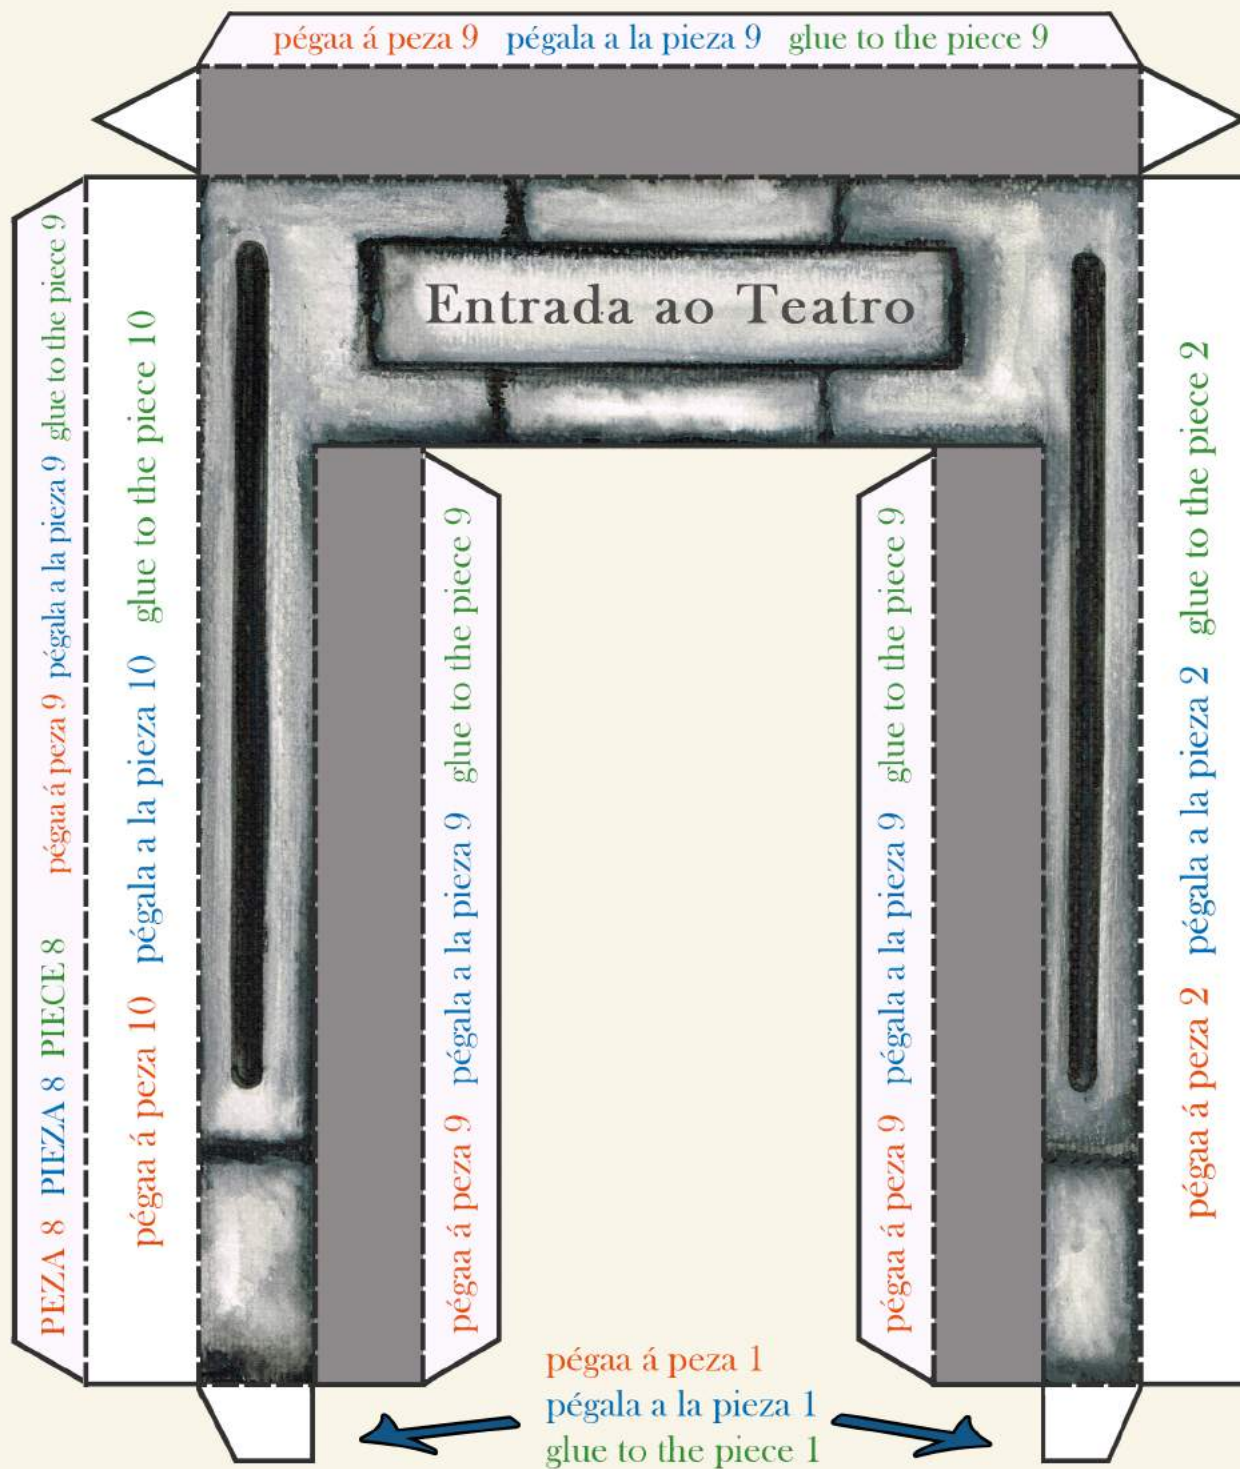 pégaa á peza 9 pégala a la pieza 9 glue to the piece 9
Entrada ao Teatro
PEZA 8 PIEZA 8 PIECE 8 pégaa á peza 9 pégala a la pieza 9 glue to the piece 9
pégaa á peza 10 pégala a la pieza 10 glue to the piece 10
pégaa á peza 9 pégala a la pieza 9 glue to the piece 9
pégaa á peza 9 pégala a la pieza 9 glue to the piece 9
pégaa á peza 2 pégala a la pieza 2 glue to the piece 2
pégaa á peza 1
pégala a la pieza 1
glue to the piece 1